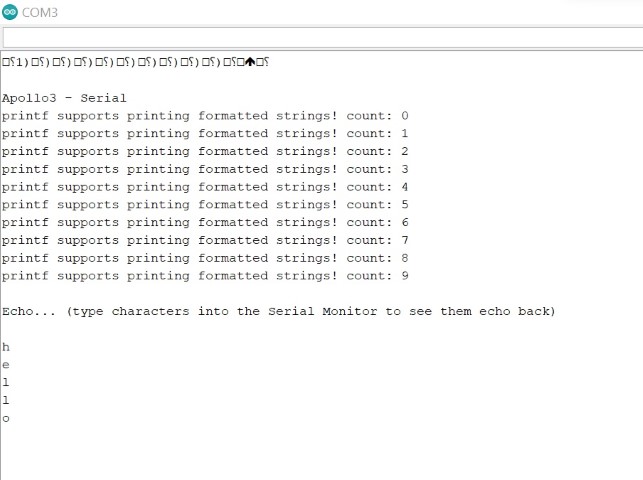 COM3
□⸮1)□⸮)□⸮)□⸮)□⸮)□⸮)□⸮)□⸮)□⸮)□⸮)□⸮□🡅□⸮
Apollo3 - Serial
printf supports printing formatted strings! count: 0
printf supports printing formatted strings! count: 1
printf supports printing formatted strings! count: 2
printf supports printing formatted strings! count: 3
printf supports printing formatted strings! count: 4
printf supports printing formatted strings! count: 5
printf supports printing formatted strings! count: 6
printf supports printing formatted strings! count: 7
printf supports printing formatted strings! count: 8
printf supports printing formatted strings! count: 9
Echo... (type characters into the Serial Monitor to see them echo back)
h
e
l
l
o